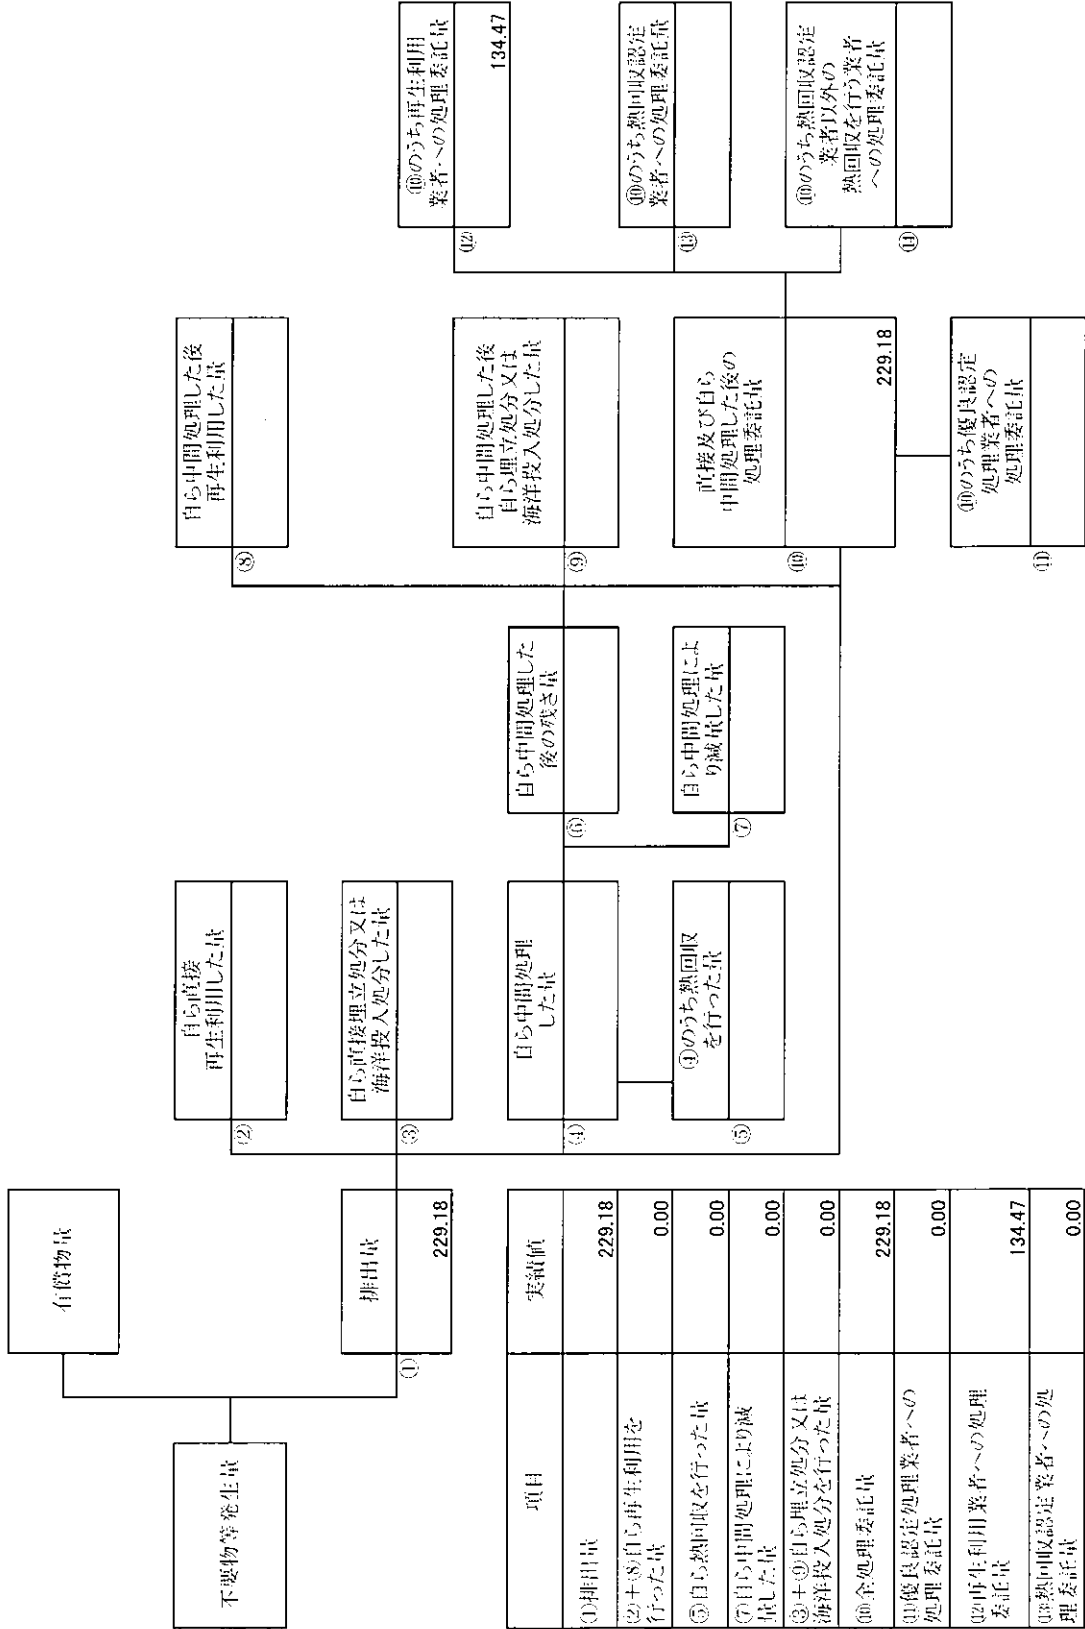 不要物等発生量
有償物量
①
排出量
229.18
②
自ら直接
再生利用した量
③
自ら直接埋立処分又は
海洋投入処分した量
④
自ら中間処理
した量
⑤
④のうち熱回収
を行った量
⑥
自ら中間処理した
後の残さ量
⑦
自ら中間処理によ
り減量した量
⑧
自ら中間処理した後
再生利用した量
⑨
自ら中間処理した後
自ら埋立処分又は
海洋投入処分した量
⑩
直接及び自ら
中間処理した後の
処理委託量
229.18
⑪
⑩のうち優良認定
処理業者への
処理委託量
⑫
⑩のうち再生利用
業者への処理委託量
134.47
⑬
⑩のうち熱回収認定
業者への処理委託量
⑭
⑩のうち熱回収認定
業者以外の
熱回収を行う業者
への処理委託量
項目
実績値
①排出量
229.18
②+⑧自ら再生利用を
行った量
0.00
⑤自ら熱回収を行った量
0.00
⑦自ら中間処理により減
量した量
0.00
③+⑨自ら埋立処分又は
海洋投入処分を行った量
0.00
⑩全処理委託量
229.18
⑪優良認定処理業者への
処理委託量
0.00
⑫再生利用業者への処理
委託量
134.47
⑬熱回収認定業者への処
理委託量
0.00